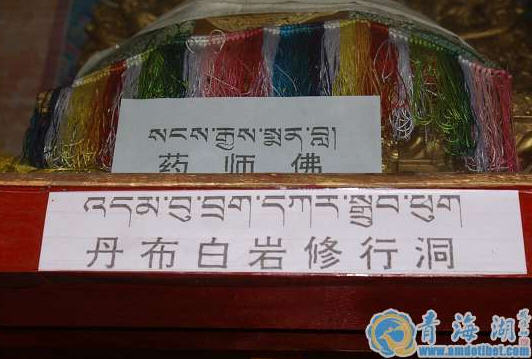 སངས་རྒྱས་སྨན་བླ།
药师佛
འདམ་བུ་བྲག་དཀར་སྒྲུབ་ཕུག
丹布白岩修行洞
青海湖
www.amdotibet.com